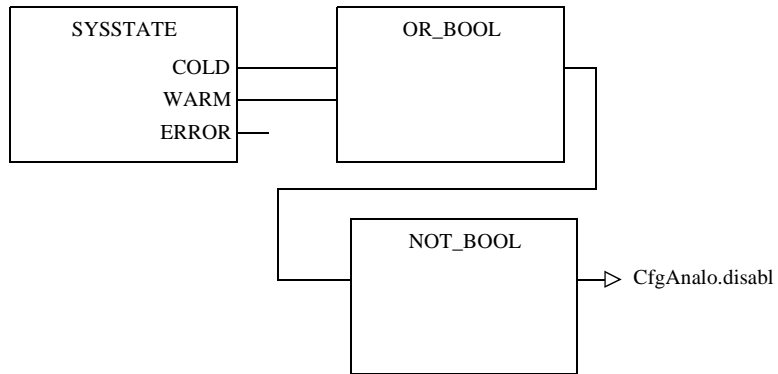 SYSSTATE
OR_BOOL
COLD
WARM
ERROR
NOT_BOOL
CfgAnalo.disabl